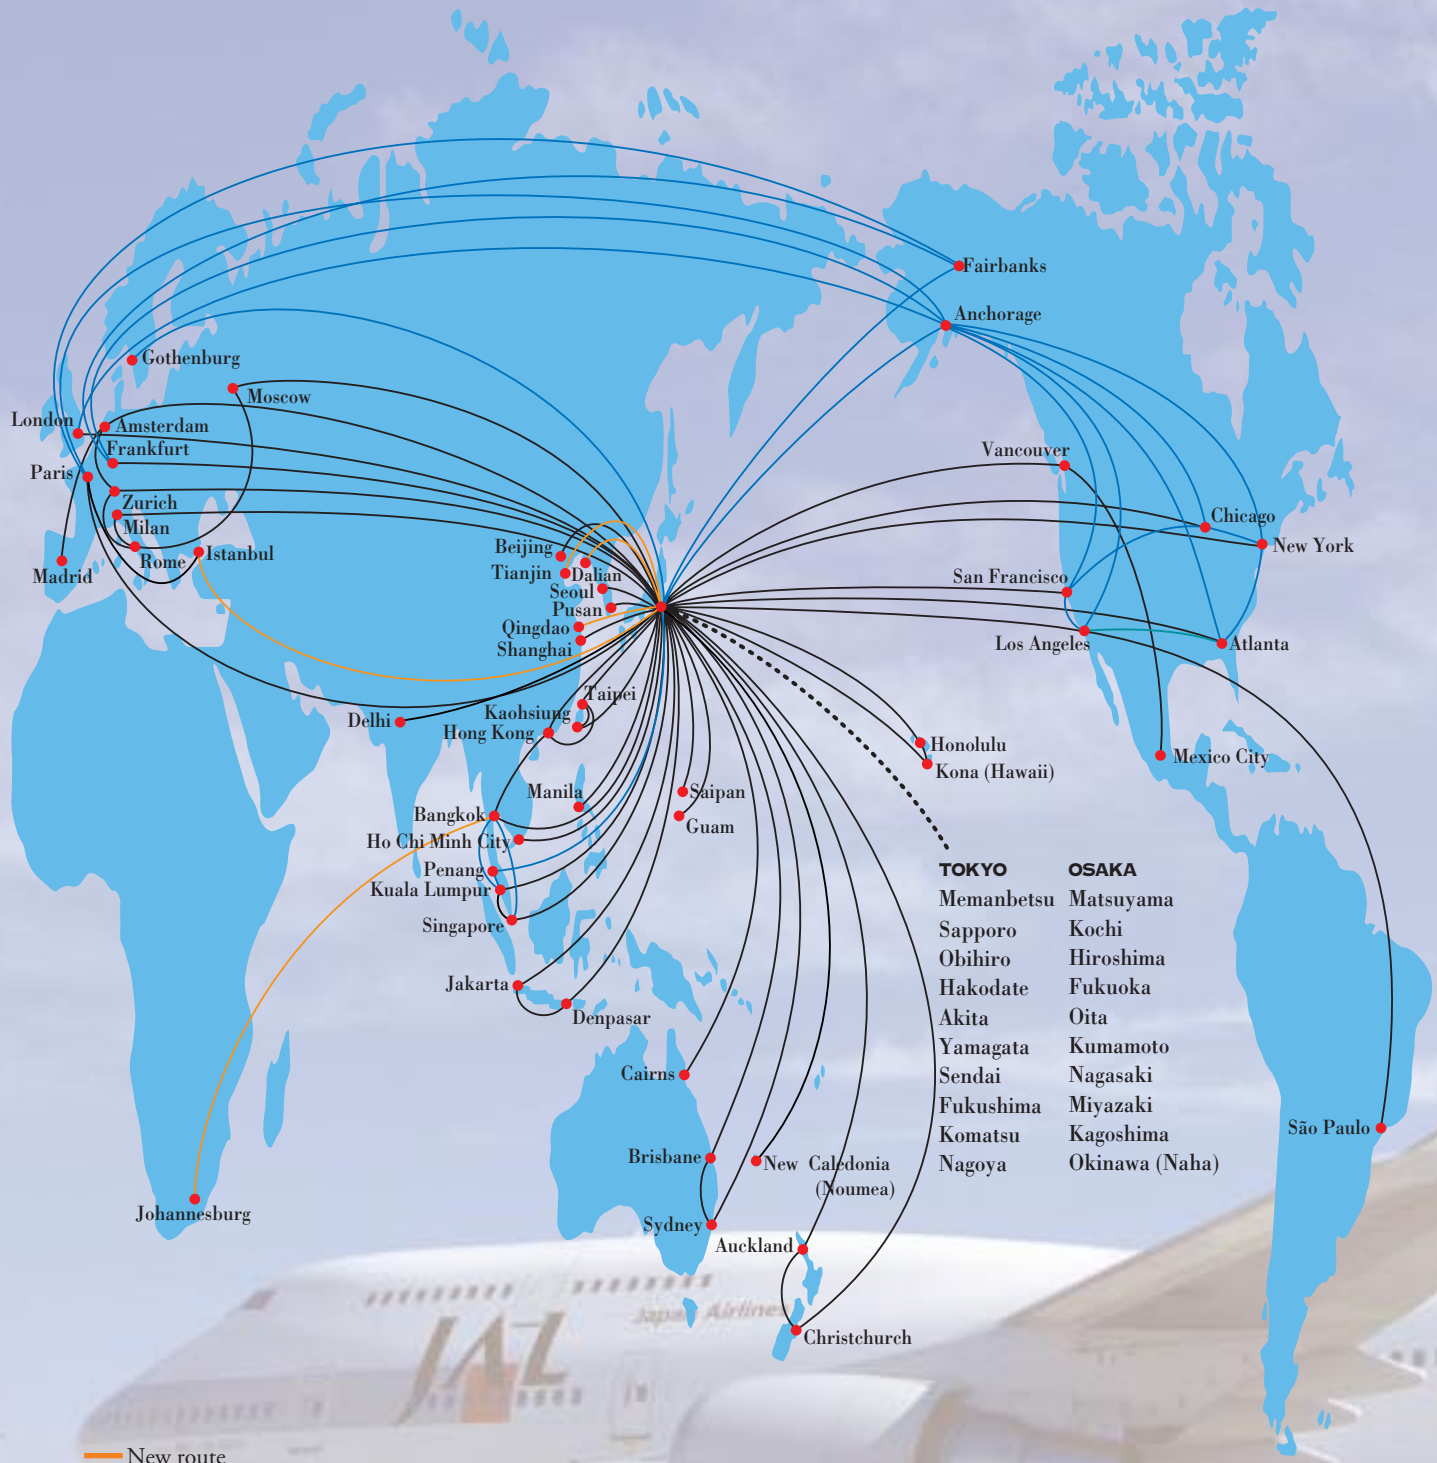 Fairbanks
Anchorage
Gothenburg
Moscow
London
Amsterdam
Frankfurt
Paris
Zurich
Milan
Rome
Istanbul
Madrid
Vancouver
Chicago
New York
San Francisco
Los Angeles
Atlanta
Beijing
Tianjin
Dalian
Seoul
Pusan
Qingdao
Shanghai
Taipei
Kaohsiung
Hong Kong
Delhi
Honolulu
Kona (Hawaii)
Mexico City
Manila
Saipan
Guam
Bangkok
Ho Chi Minh City
Penang
Kuala Lumpur
Singapore
Jakarta
Denpasar
TOKYO
Memanbetsu
Sapporo
Obihiro
Hakodate
Akita
Yamagata
Sendai
Fukushima
Komatsu
Nagoya
OSAKA
Matsuyama
Kochi
Hiroshima
Fukuoka
Oita
Kumamoto
Nagasaki
Miyazaki
Kagoshima
Okinawa (Naha)
Cairns
Brisbane
New Caledonia
(Noumea)
São Paulo
Johannesburg
Sydney
Auckland
Christchurch
JAL
Japan Airlines
New route